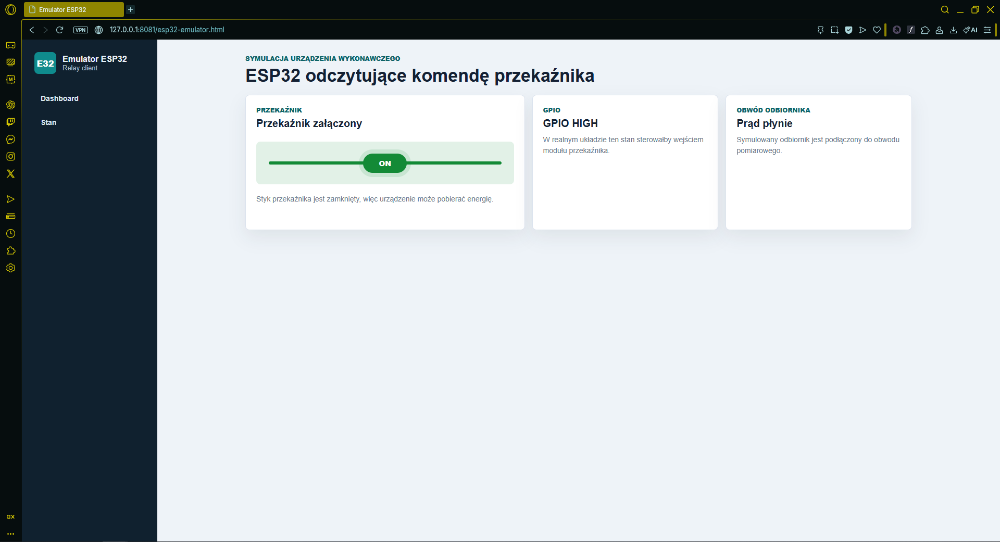 Emulator ESP32
VPN
127.0.0.1:8081/esp32-emulator.html
AI
M
E32
Emulator ESP32
Relay client
Dashboard
Stan
SYMULACJA URZĄDZENIA WYKONAWCZEGO
ESP32 odczytujące komendę przekaźnika
PRZEKAŹNIK
Przekaźnik załączony
ON
Styk przekaźnika jest zamknięty, więc urządzenie może pobierać energię.
GPIO
GPIO HIGH
W realnym układzie ten stan sterowałby wejściem
modułu przekaźnika.
OBWÓD ODBIORNIKA
Prąd płynie
Symulowany odbiornik jest podłączony do obwodu
pomiarowego.
GX